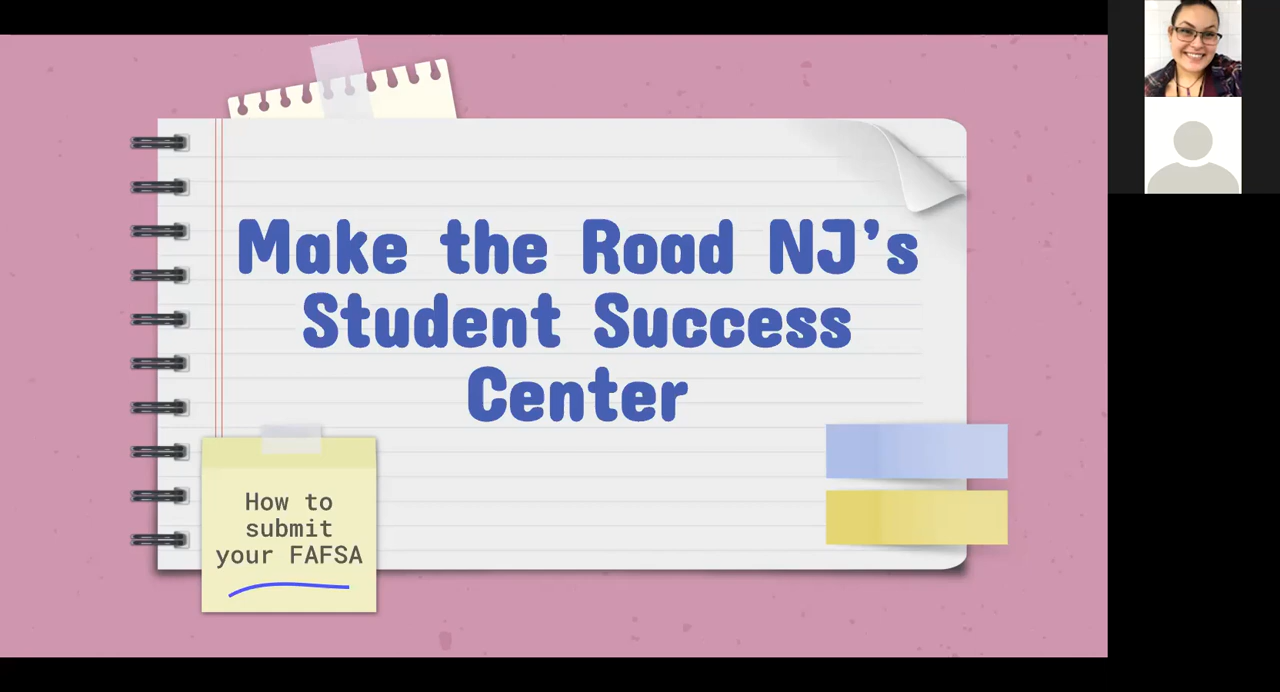 Make the Road NJ’s
Student Success
Center
How to
submit
your FAFSA